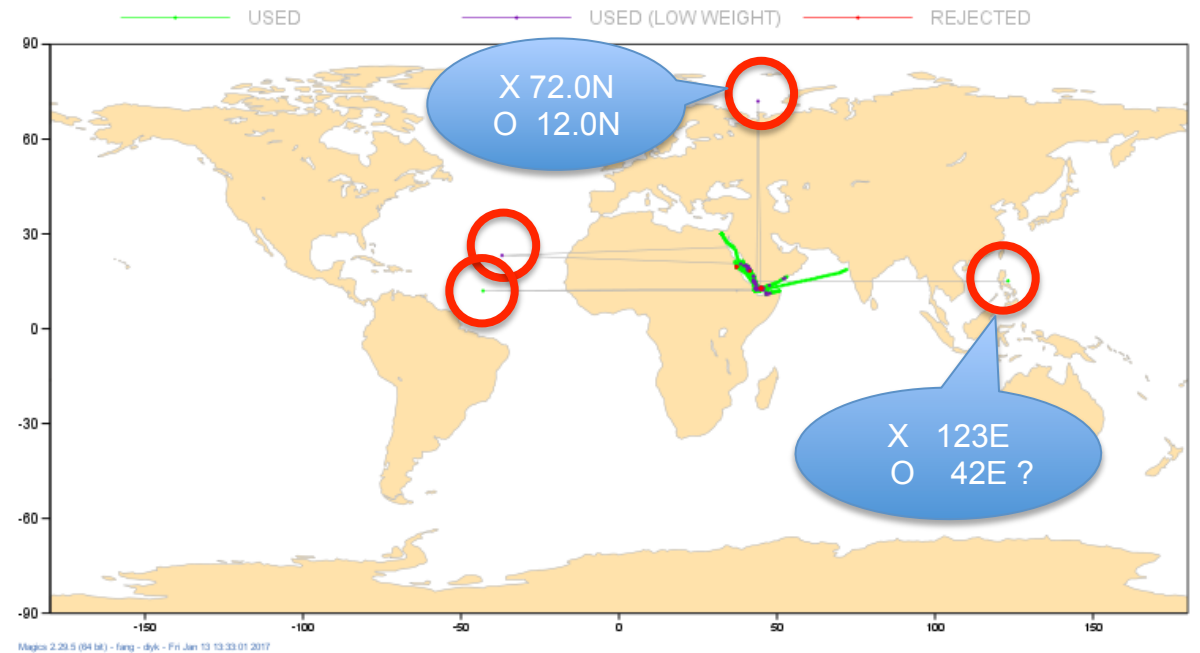 USED USED (LOW WEIGHT) REJECTED
90
X 72.0N
O 12.0N
60
30
0
X 123E
O 42E ?
-30
-60
-90
-150 -100 -50 0 50 100 150
Magics 2.29.5 (64 bit) - fang - diyk - Fri Jan 13 13:33:01 2017